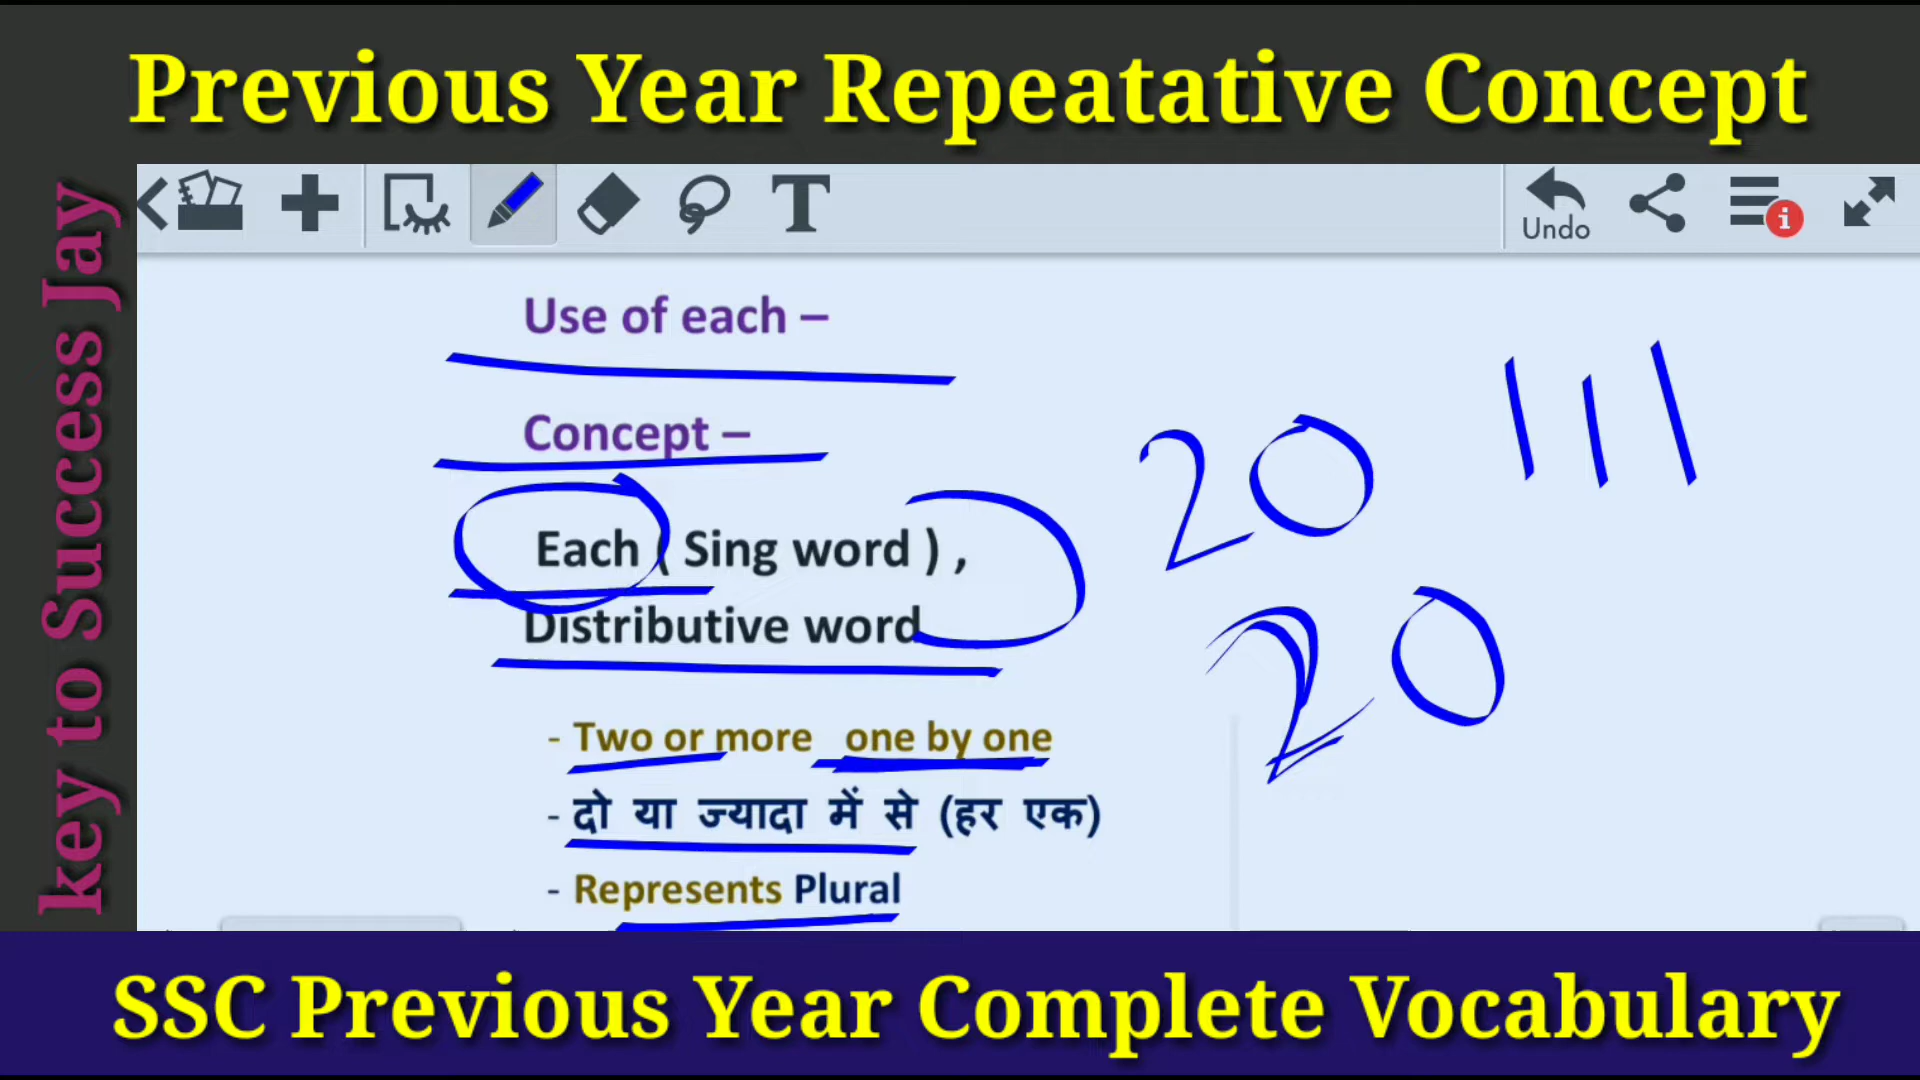 Previous Year Repeatative Concept
key to Success Jay
Undo
Use of each –
Concept –
Each ( Sing word ) ,
Distributive word
- Two or more one by one
- दो या ज्यादा में से (हर एक)
- Represents Plural
20 111
20
SSC Previous Year Complete Vocabulary